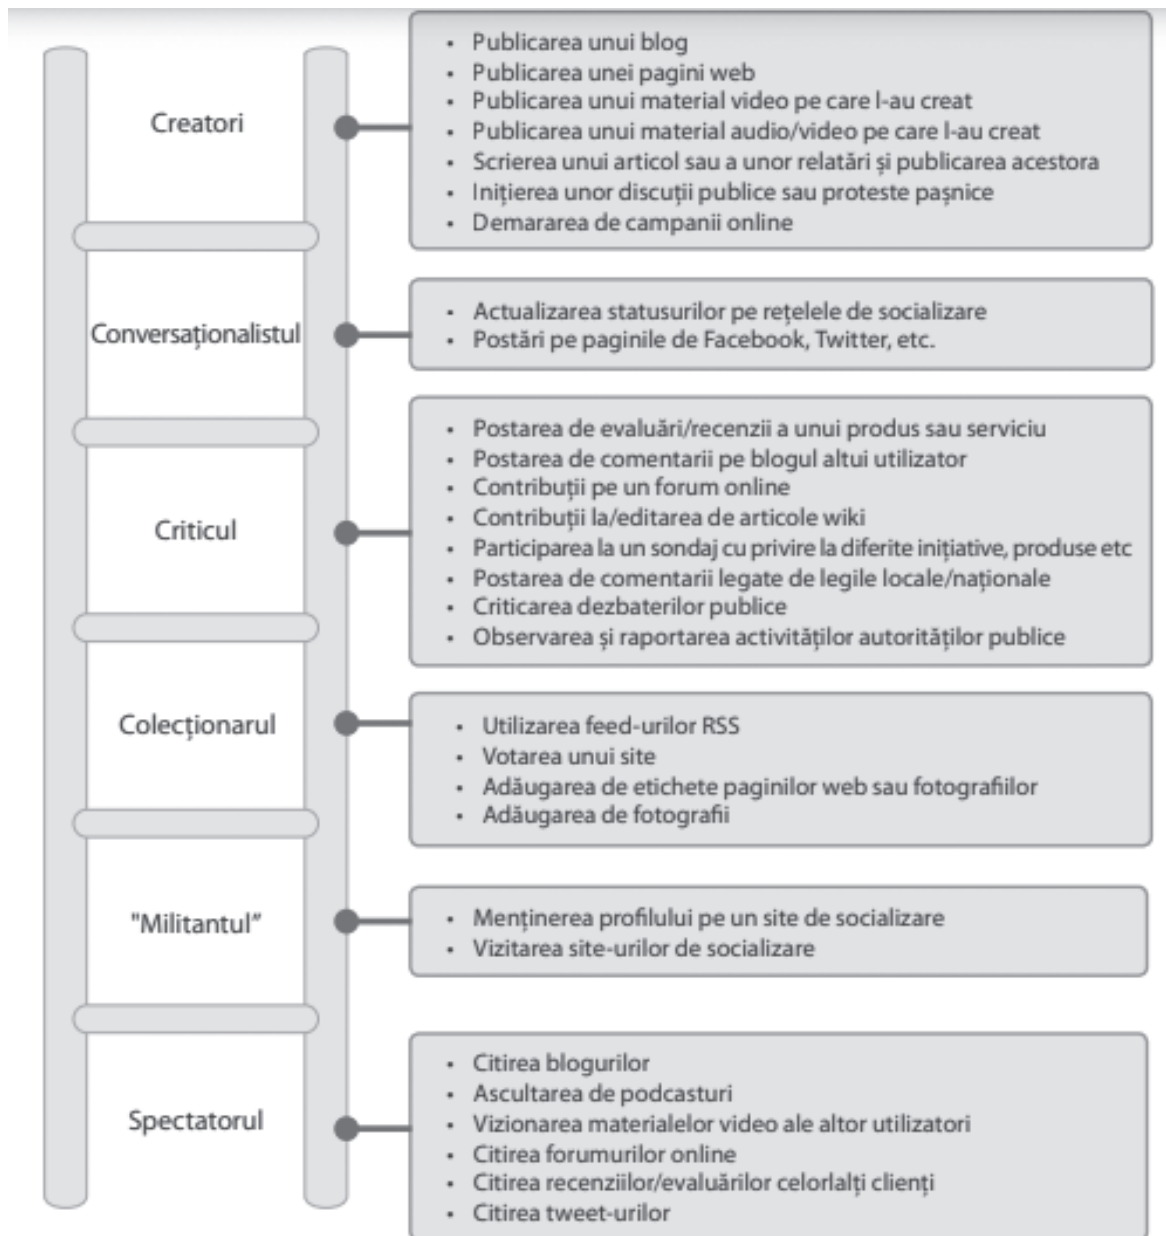 Creatori
• Publicarea unui blog
• Publicarea unei pagini web
• Publicarea unui material video pe care l-au creat
• Publicarea unui material audio/video pe care l-au creat
• Scrierea unui articol sau a unor relatări și publicarea acestora
• Inițierea unor discuții publice sau proteste pașnice
• Demararea de campanii online
Conversaționalistul
• Actualizarea statusurilor pe rețelele de socializare
• Postări pe paginile de Facebook, Twitter, etc.
Criticul
• Postarea de evaluări/recenzii a unui produs sau serviciu
• Postarea de comentarii pe blogul altui utilizator
• Contribuții pe un forum online
• Contribuții la/editarea de articole wiki
• Participarea la un sondaj cu privire la diferite inițiative, produse etc
• Postarea de comentarii legate de legile locale/naționale
• Criticarea dezbaterilor publice
• Observarea și raportarea activităților autorităților publice
Colecționarul
• Utilizarea feed-urilor RSS
• Votarea unui site
• Adăugarea de etichete paginilor web sau fotografiilor
• Adăugarea de fotografii
"Militantul”
• Menținerea profilului pe un site de socializare
• Vizitarea site-urilor de socializare
Spectatorul
• Citirea blogurilor
• Ascultarea de podcasturi
• Vizionarea materialelor video ale altor utilizatori
• Citirea forumurilor online
• Citirea recenziilor/evaluărilor celorlalți clienți
• Citirea tweet-urilor